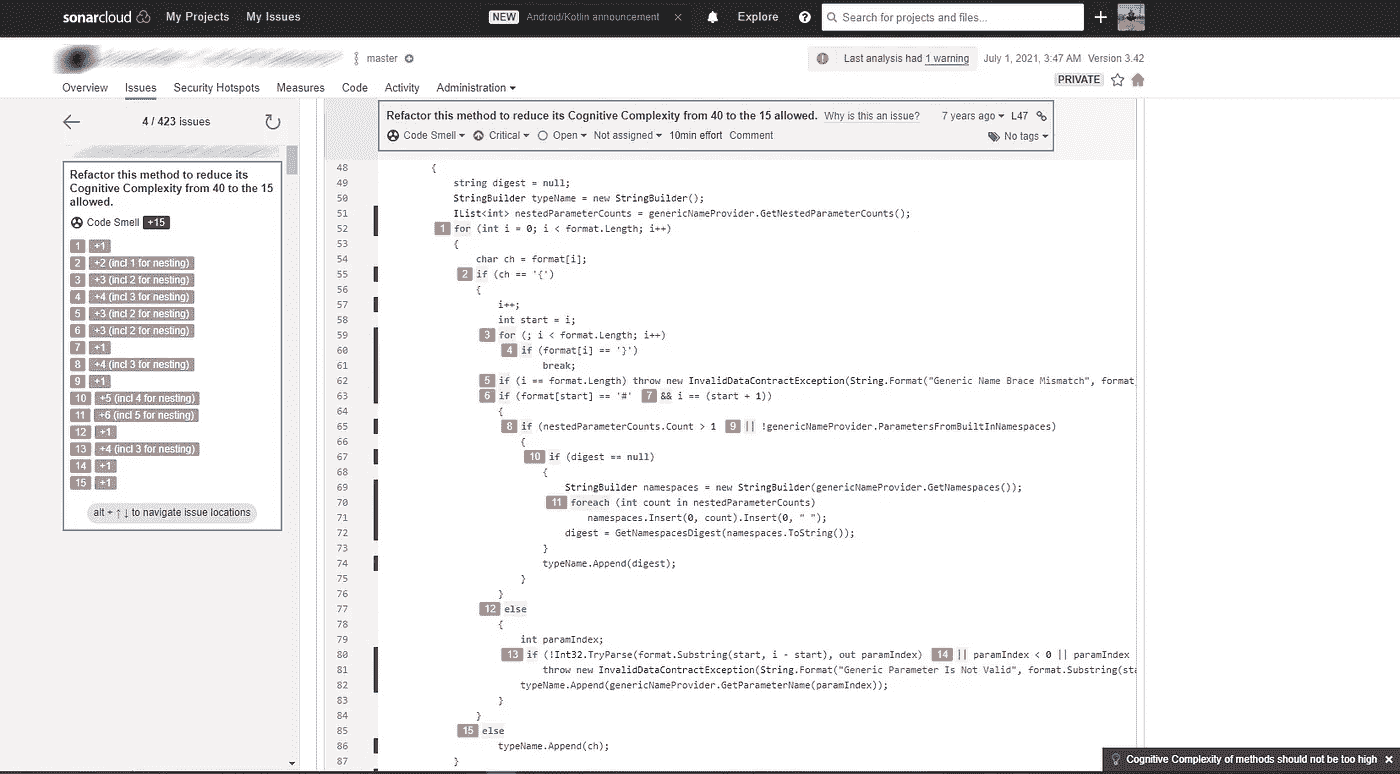 sonarcloud My Projects My Issues NEW Android/Kotlin announcement × Explore ? Search for projects and files... +
master Last analysis had 1 warning July 1, 2021, 3:47 AM Version 3.42
PRIVATE
Overview Issues Security Hotspots Measures Code Activity Administration
4 / 423 issues
Refactor this method to reduce its Cognitive Complexity from 40 to the 15 allowed.
Code Smell +15
1 +1
2 +2 (incl 1 for nesting)
3 +3 (incl 2 for nesting)
4 +4 (incl 3 for nesting)
5 +3 (incl 2 for nesting)
6 +3 (incl 2 for nesting)
7 +1
8 +4 (incl 3 for nesting)
9 +1
10 +5 (incl 4 for nesting)
11 +6 (incl 5 for nesting)
12 +1
13 +4 (incl 3 for nesting)
14 +1
15 +1
alt + ↑ ↓ to navigate issue locations
Refactor this method to reduce its Cognitive Complexity from 40 to the 15 allowed. Why is this an issue? 7 years ago L47
Code Smell Critical Open Not assigned 10min effort Comment No tags
48 {
49 string digest = null;
50 StringBuilder typeName = new StringBuilder();
51 IList<int> nestedParameterCounts = genericNameProvider.GetNestedParameterCounts();
52 1 for (int i = 0; i < format.Length; i++)
53 {
54 char ch = format[i];
55 2 if (ch == '{')
56 {
57 i++;
58 int start = i;
59 3 for (; i < format.Length; i++)
60 4 if (format[i] == '}')
61 break;
62 5 if (i == format.Length) throw new InvalidDataContractException(String.Format("Generic Name Brace Mismatch", format
63 6 if (format[start] == '#' 7 && i == (start + 1))
64 {
65 8 if (nestedParameterCounts.Count > 1 9 || !genericNameProvider.ParametersFromBuiltInNamespaces)
66 {
67 10 if (digest == null)
68 {
69 StringBuilder namespaces = new StringBuilder(genericNameProvider.GetNamespaces());
70 11 foreach (int count in nestedParameterCounts)
71 namespaces.Insert(0, count).Insert(0, " ");
72 digest = GetNamespacesDigest(namespaces.ToString());
73 }
74 typeName.Append(digest);
75 }
76 }
77 12 else
78 {
79 int paramIndex;
80 13 if (!Int32.TryParse(format.Substring(start, i - start), out paramIndex) 14 || paramIndex < 0 || paramIndex
81 throw new InvalidDataContractException(String.Format("Generic Parameter Is Not Valid", format.Substring(sta
82 typeName.Append(genericNameProvider.GetParameterName(paramIndex));
83 }
84 }
85 15 else
86 typeName.Append(ch);
87 }
Cognitive Complexity of methods should not be too high ×